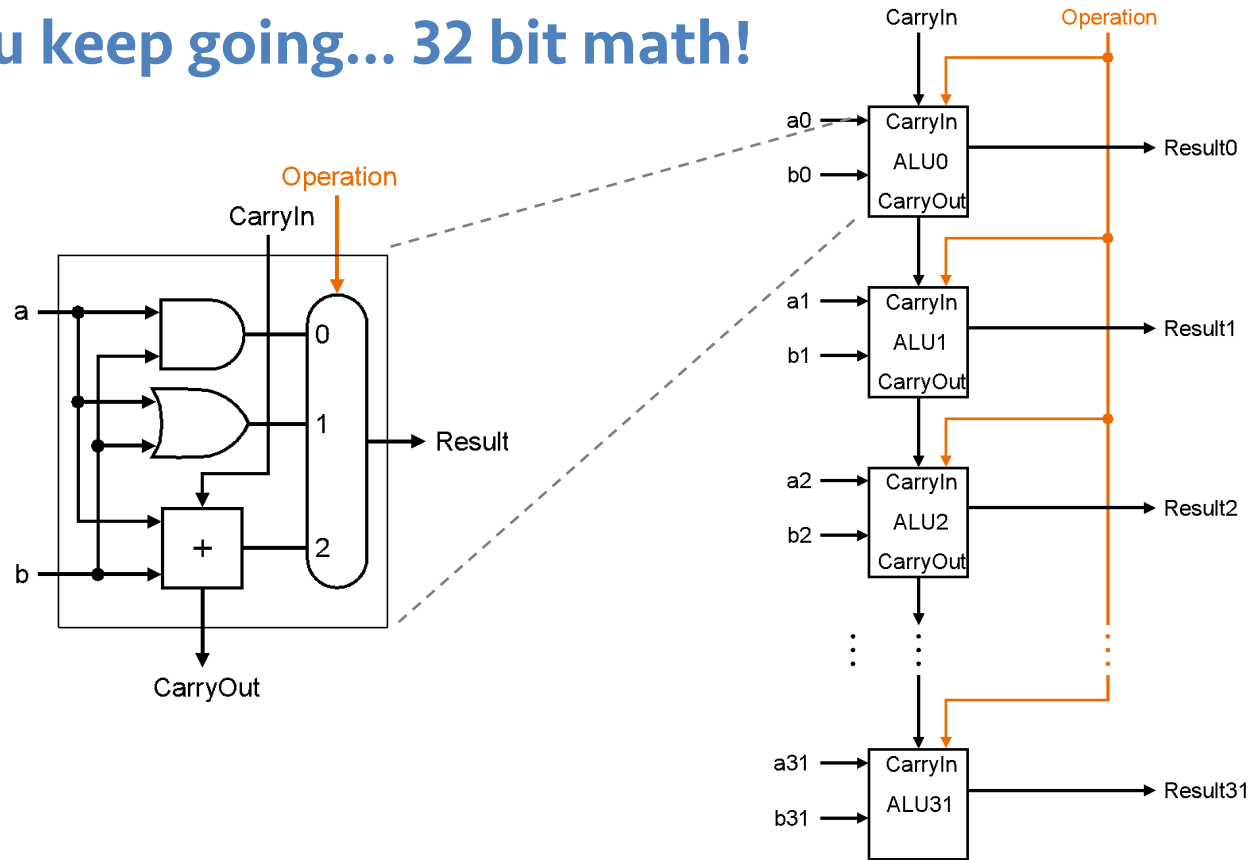 u keep going... 32 bit math!
Operation
CarryIn
a
0
1
Result
+
2
b
CarryOut
CarryIn
Operation
a0
CarryIn
Result0
ALU0
b0
CarryOut
a1
CarryIn
Result1
ALU1
b1
CarryOut
a2
CarryIn
Result2
ALU2
b2
CarryOut
a31
CarryIn
Result31
ALU31
b31